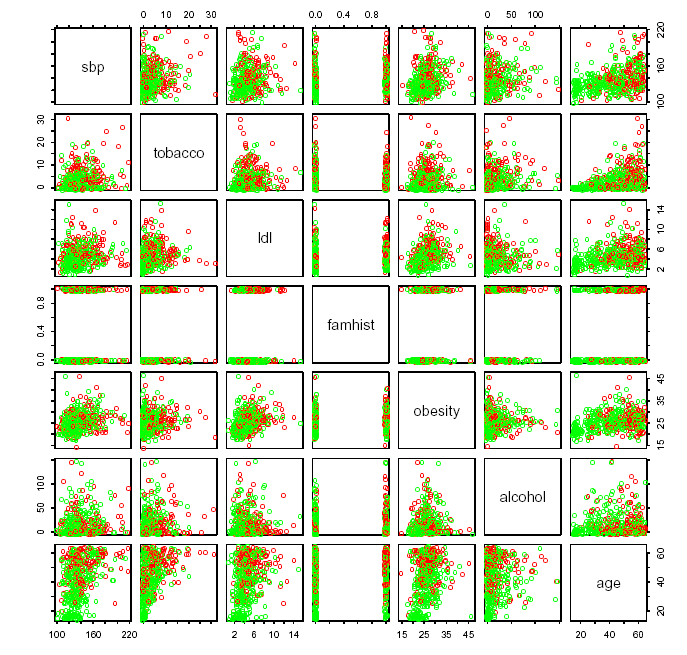 0 10 20 30
0.0 0.4 0.8
0 50 100
sbp
100 140 180 220
0 10 20 30
tobacco
ldl
2 6 10 14
0.0 0.4 0.8
famhist
obesity
15 25 35 45
0 50 100
alcohol
age
20 40 60
100 160 220
2 6 10 14
15 25 35 45
20 40 60